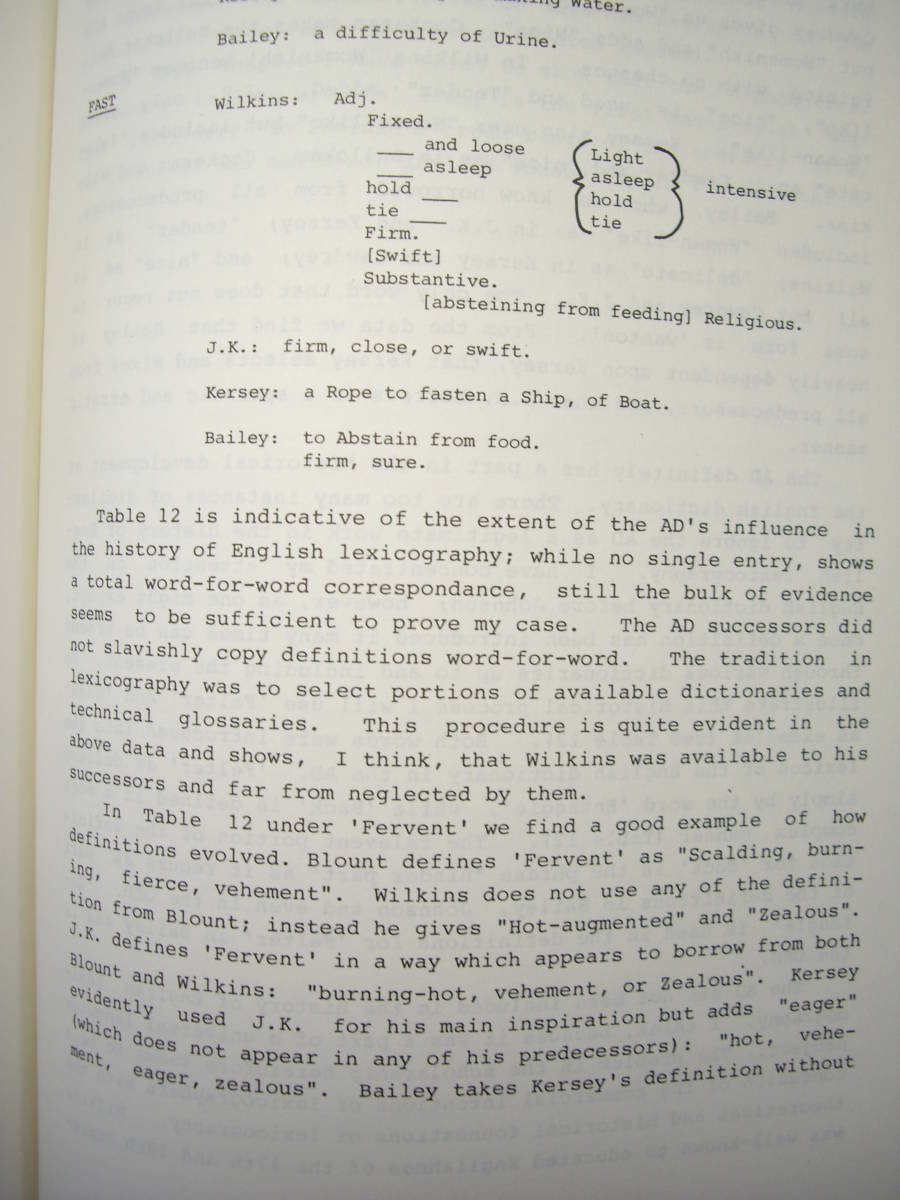 Water.
Bailey: a difficulty of Urine.
FAST
Wilkins: Adj.
Fixed.
___ and loose
___ asleep
hold ___
tie ___
Firm.
[Swift]
Substantive.
[absteining from feeding] Religious.
Light
asleep
hold
tie
intensive
J.K.: firm, close, or swift.
Kersey: a Rope to fasten a Ship, of Boat.
Bailey: to Abstain from food.
firm, sure.
Table 12 is indicative of the extent of the AD's influence in
the history of English lexicography; while no single entry, shows
a total word-for-word correspondance, still the bulk of evidence
seems to be sufficient to prove my case. The AD successors did
not slavishly copy definitions word-for-word. The tradition in
lexicography was to select portions of available dictionaries and
technical glossaries. This procedure is quite evident in the
above data and shows, I think, that Wilkins was available to his
successors and far from neglected by them.
In Table 12 under 'Fervent' we find a good example of how
definitions evolved. Blount defines 'Fervent' as "Scalding, burn-
ing, fierce, vehement". Wilkins does not use any of the defini-
tion from Blount; instead he gives "Hot-augmented" and "Zealous".
J.K. defines 'Fervent' in a way which appears to borrow from both
Blount and Wilkins: "burning-hot, vehement, or Zealous". Kersey
evidently used J.K. for his main inspiration but adds "eager"
(which does not appear in any of his predecessors): "hot, vehe-
ment, eager, zealous". Bailey takes Kersey's definition without